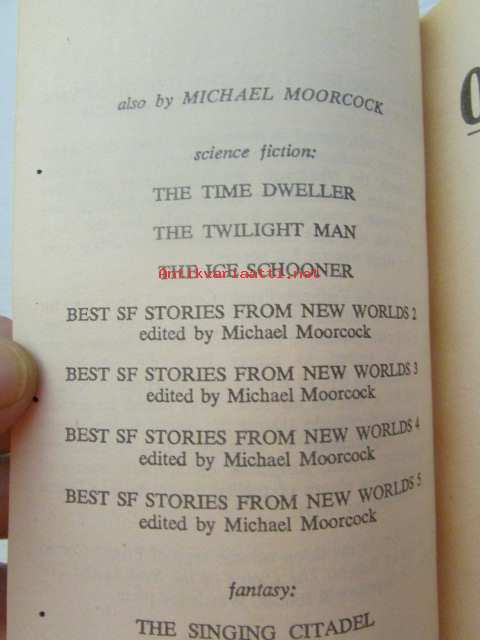 also by MICHAEL MOORCOCK
science fiction:
THE TIME DWELLER
THE TWILIGHT MAN
THE ICE SCHOONER
Antikvariaatti.net
BEST SF STORIES FROM NEW WORLDS 2
edited by Michael Moorcock
BEST SF STORIES FROM NEW WORLDS 3
edited by Michael Moorcock
BEST SF STORIES FROM NEW WORLDS 4
edited by Michael Moorcock
BEST SF STORIES FROM NEW WORLDS 5
edited by Michael Moorcock
fantasy:
THE SINGING CITADEL